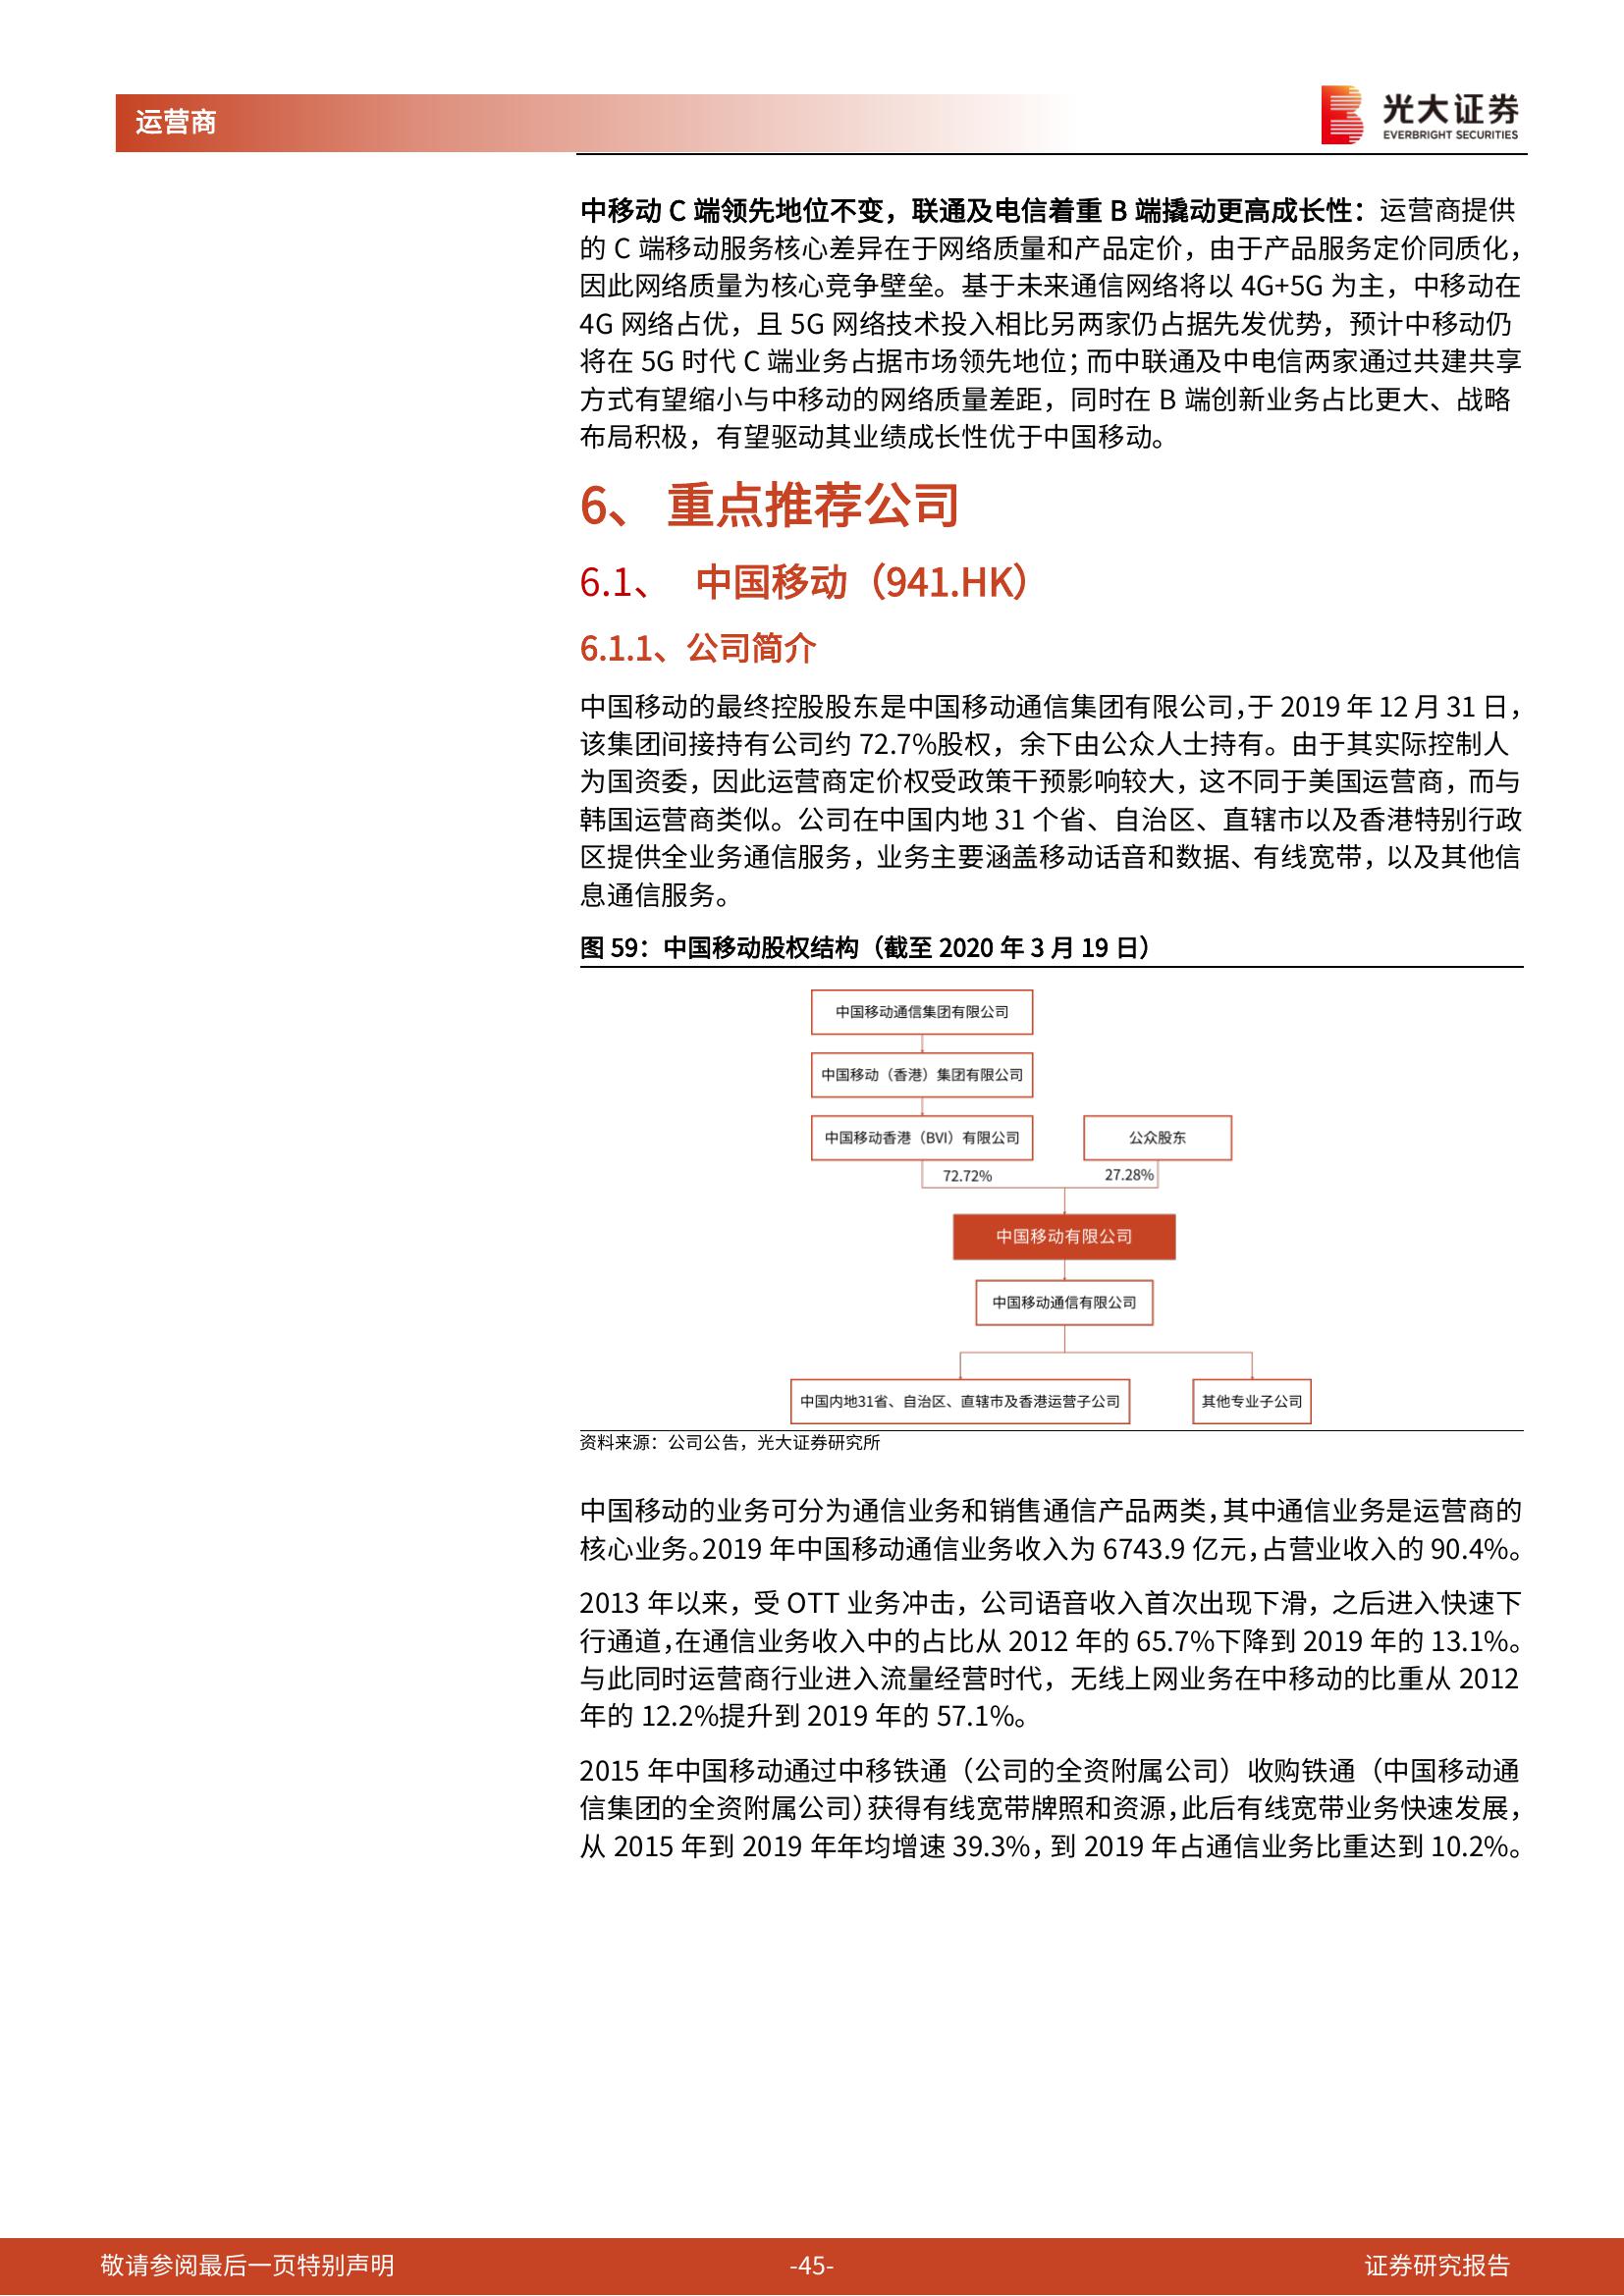 运营商
光大证券
EVERBRIGHT SECURITIES
中移动 C 端领先地位不变，联通及电信着重 B 端撬动更高成长性：运营商提供
的 C 端移动服务核心差异在于网络质量和产品定价，由于产品服务定价同质化，
因此网络质量为核心竞争壁垒。基于未来通信网络将以 4G+5G 为主，中移动在
4G 网络占优，且 5G 网络技术投入相比另两家仍占据先发优势，预计中移动仍
将在 5G 时代 C 端业务占据市场领先地位；而中联通及中电信两家通过共建共享
方式有望缩小与中移动的网络质量差距，同时在 B 端创新业务占比更大、战略
布局积极，有望驱动其业绩成长性优于中国移动。
6、 重点推荐公司
6.1、 中国移动（941.HK）
6.1.1、公司简介
中国移动的最终控股股东是中国移动通信集团有限公司，于 2019 年 12 月 31 日，
该集团间接持有公司约 72.7%股权，余下由公众人士持有。由于其实际控制人
为国资委，因此运营商定价权受政策干预影响较大，这不同于美国运营商，而与
韩国运营商类似。公司在中国内地 31 个省、自治区、直辖市以及香港特别行政
区提供全业务通信服务，业务主要涵盖移动话音和数据、有线宽带，以及其他信
息通信服务。
图 59：中国移动股权结构（截至 2020 年 3 月 19 日）
中国移动通信集团有限公司
中国移动（香港）集团有限公司
中国移动香港（BVI）有限公司
公众股东
72.72%
27.28%
中国移动有限公司
中国移动通信有限公司
中国内地31省、自治区、直辖市及香港运营子公司
其他专业子公司
资料来源：公司公告，光大证券研究所
中国移动的业务可分为通信业务和销售通信产品两类，其中通信业务是运营商的
核心业务。2019 年中国移动通信业务收入为 6743.9 亿元，占营业收入的 90.4%。
2013 年以来，受 OTT 业务冲击，公司语音收入首次出现下滑，之后进入快速下
行通道，在通信业务收入中的占比从 2012 年的 65.7%下降到 2019 年的 13.1%。
与此同时运营商行业进入流量经营时代，无线上网业务在中移动的比重从 2012
年的 12.2%提升到 2019 年的 57.1%。
2015 年中国移动通过中移铁通（公司的全资附属公司）收购铁通（中国移动通
信集团的全资附属公司）获得有线宽带牌照和资源，此后有线宽带业务快速发展，
从 2015 年到 2019 年年均增速 39.3%，到 2019 年占通信业务比重达到 10.2%。
敬请参阅最后一页特别声明
-45-
证券研究报告